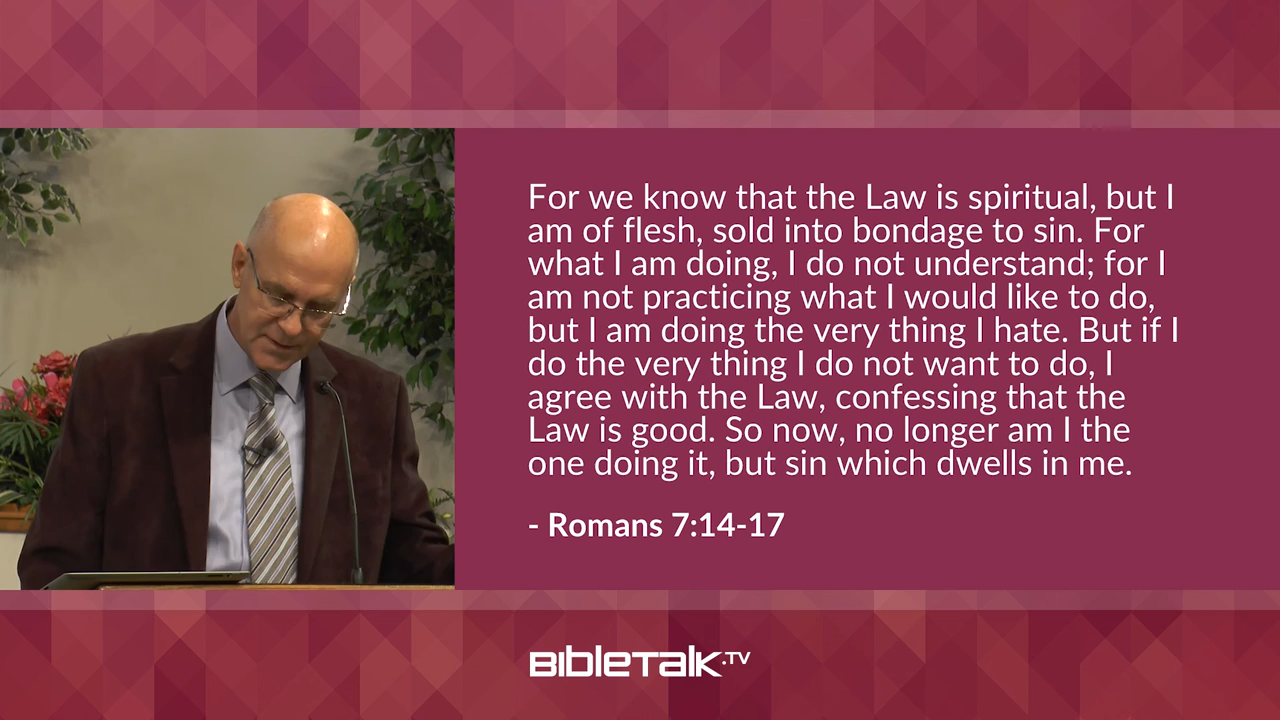 For we know that the Law is spiritual, but I
am of flesh, sold into bondage to sin. For
what I am doing, I do not understand; for I
am not practicing what I would like to do,
but I am doing the very thing I hate. But if I
do the very thing I do not want to do, I
agree with the Law, confessing that the
Law is good. So now, no longer am I the
one doing it, but sin which dwells in me.
- Romans 7:14-17
BIBLETALK.TV